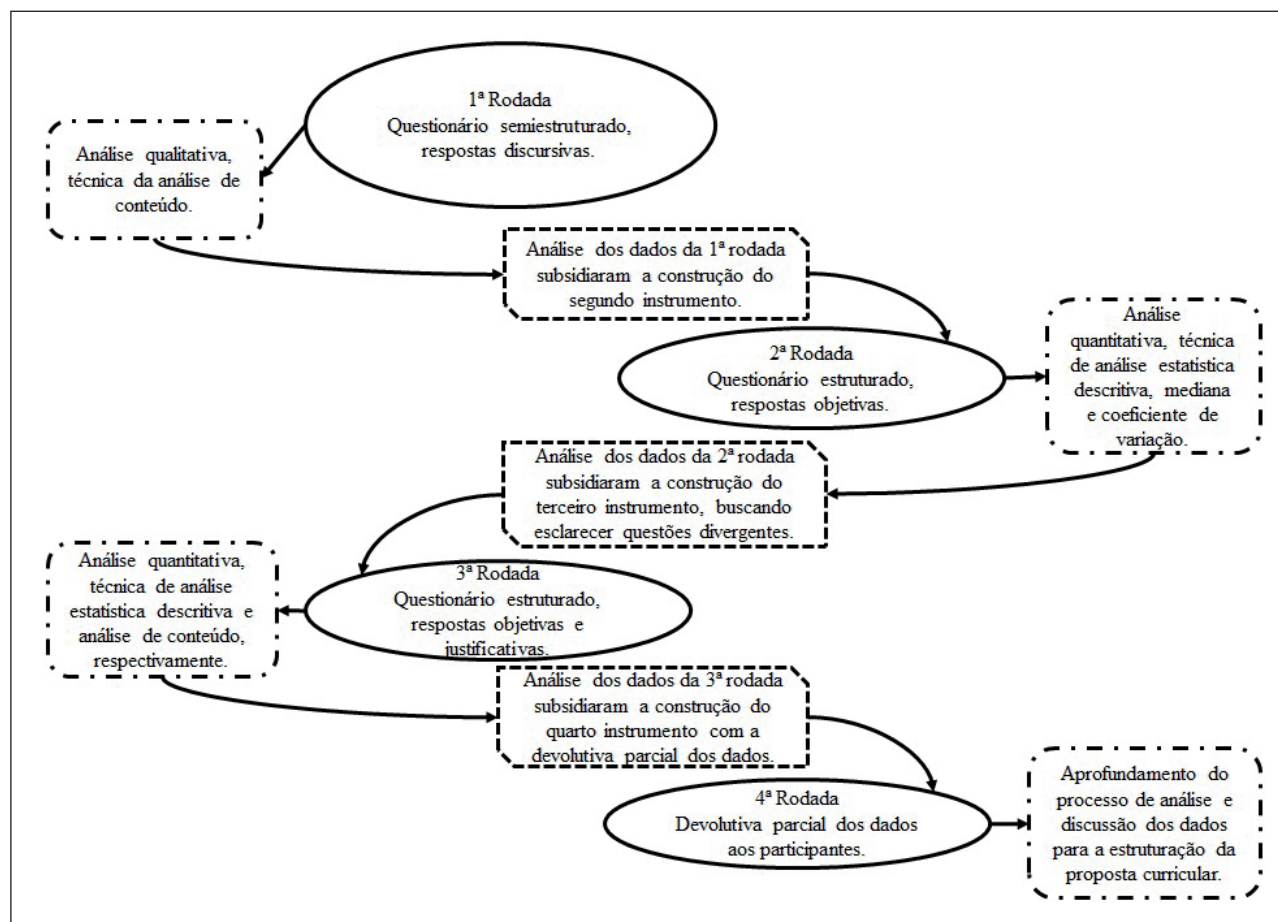 1ª Rodada
Questionário semiestruturado,
respostas discursivas.
Análise qualitativa,
técnica da análise de
conteúdo.
Análise dos dados da 1ª rodada
subsidiaram a construção do
segundo instrumento.
2ª Rodada
Questionário estruturado,
respostas objetivas.
Análise
quantitativa, técnica
de análise estatistica
descritiva, mediana
e coeficiente de
variação.
Análise dos dados da 2ª rodada
subsidiaram a construção do
terceiro instrumento, buscando
esclarecer questões divergentes.
3ª Rodada
Questionário estruturado,
respostas objetivas e
justificativas.
Análise quantitativa,
técnica de análise
estatística descritiva e
análise de conteúdo,
respectivamente.
Análise dos dados da 3ª rodada
subsidiaram a construção do
quarto instrumento com a
devolutiva parcial dos dados.
4ª Rodada
Devolutiva parcial dos dados
aos participantes.
Aprofundamento do
processo de análise e
discussão dos dados
para a estruturação da
proposta curricular.